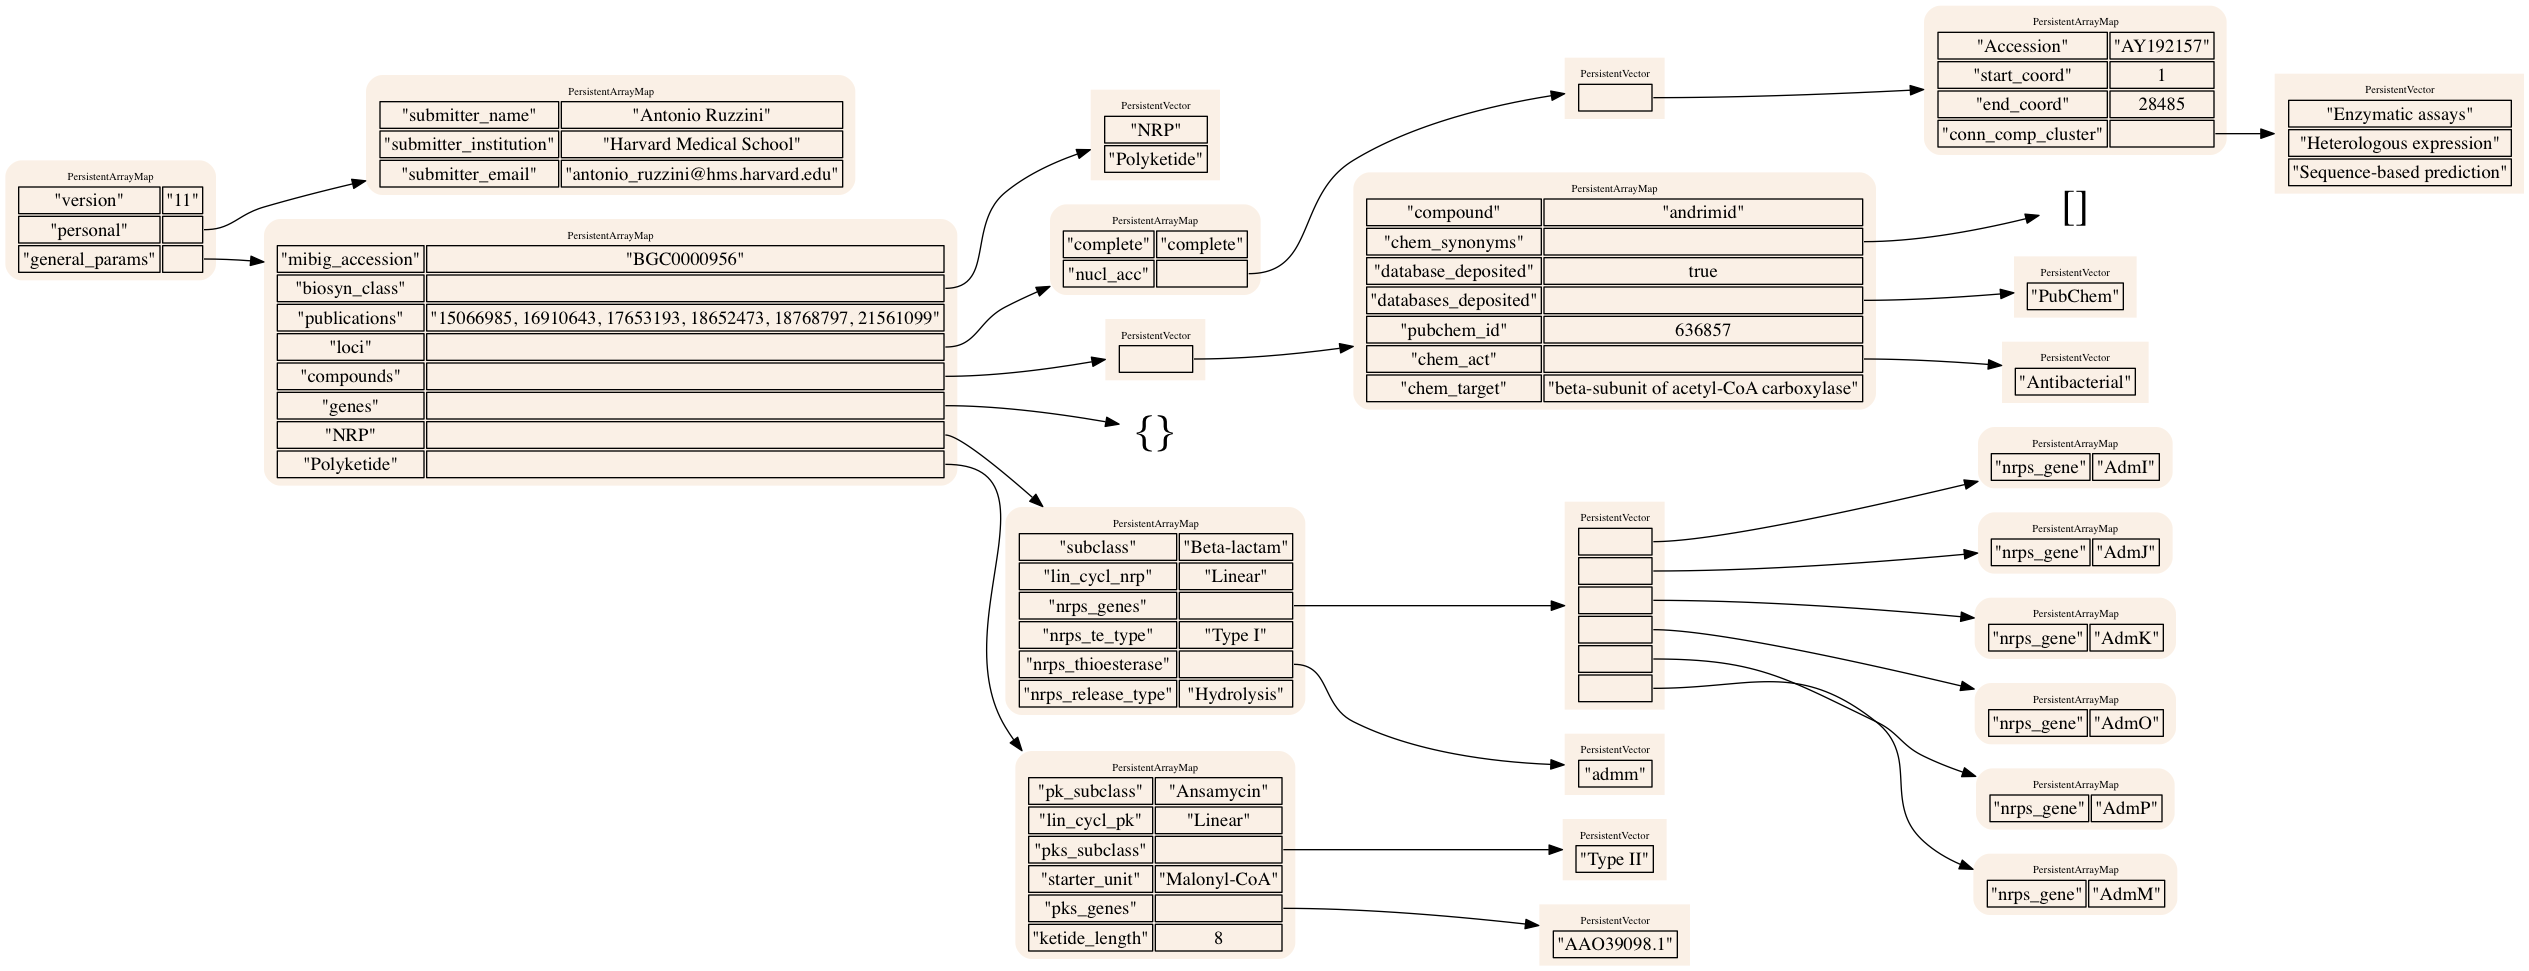 PersistentArrayMap
"version" "11"
"personal"
"general_params"
PersistentArrayMap
"submitter_name" "Antonio Ruzzini"
"submitter_institution" "Harvard Medical School"
"submitter_email" "antonio_ruzzini@hms.harvard.edu"
PersistentArrayMap
"mibig_accession" "BGC0000956"
"biosyn_class"
"publications" "15066985, 16910643, 17653193, 18652473, 18768797, 21561099"
"loci"
"compounds"
"genes"
"NRP"
"Polyketide"
PersistentVector
"NRP"
"Polyketide"
PersistentArrayMap
"complete" "complete"
"nucl_acc"
PersistentVector
{}
PersistentArrayMap
"subclass" "Beta-lactam"
"lin_cycl_nrp" "Linear"
"nrps_genes"
"nrps_te_type" "Type I"
"nrps_thioesterase"
"nrps_release_type" "Hydrolysis"
PersistentArrayMap
"pk_subclass" "Ansamycin"
"lin_cycl_pk" "Linear"
"pks_subclass"
"starter_unit" "Malonyl-CoA"
"pks_genes"
"ketide_length" 8
PersistentVector
PersistentArrayMap
"compound" "andrimid"
"chem_synonyms"
"database_deposited" true
"databases_deposited"
"pubchem_id" 636857
"chem_act"
"chem_target" "beta-subunit of acetyl-CoA carboxylase"
PersistentVector
PersistentVector
"admm"
PersistentVector
"Type II"
PersistentVector
"AAO39098.1"
PersistentArrayMap
"Accession" "AY192157"
"start_coord" 1
"end_coord" 28485
"conn_comp_cluster"
[]
PersistentVector
"PubChem"
PersistentVector
"Antibacterial"
PersistentArrayMap
"nrps_gene" "AdmI"
PersistentArrayMap
"nrps_gene" "AdmJ"
PersistentArrayMap
"nrps_gene" "AdmK"
PersistentArrayMap
"nrps_gene" "AdmO"
PersistentArrayMap
"nrps_gene" "AdmP"
PersistentArrayMap
"nrps_gene" "AdmM"
PersistentVector
"Enzymatic assays"
"Heterologous expression"
"Sequence-based prediction"